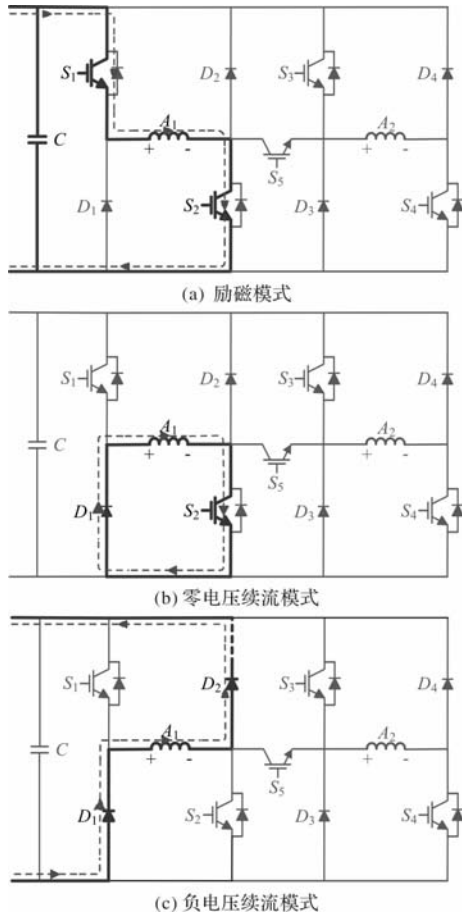 S₁ D₂ S₃ D₄
C A₁ A₂
+ - S₅ + -
D₁ S₂ D₃ S₄
(a) 励磁模式
S₁ D₂ S₃ D₄
C A₁ A₂
+ - S₅ + -
D₁ S₂ D₃ S₄
(b) 零电压续流模式
S₁ D₂ S₃ D₄
C A₁ A₂
+ - S₅ + -
D₁ S₂ D₃ S₄
(c) 负电压续流模式